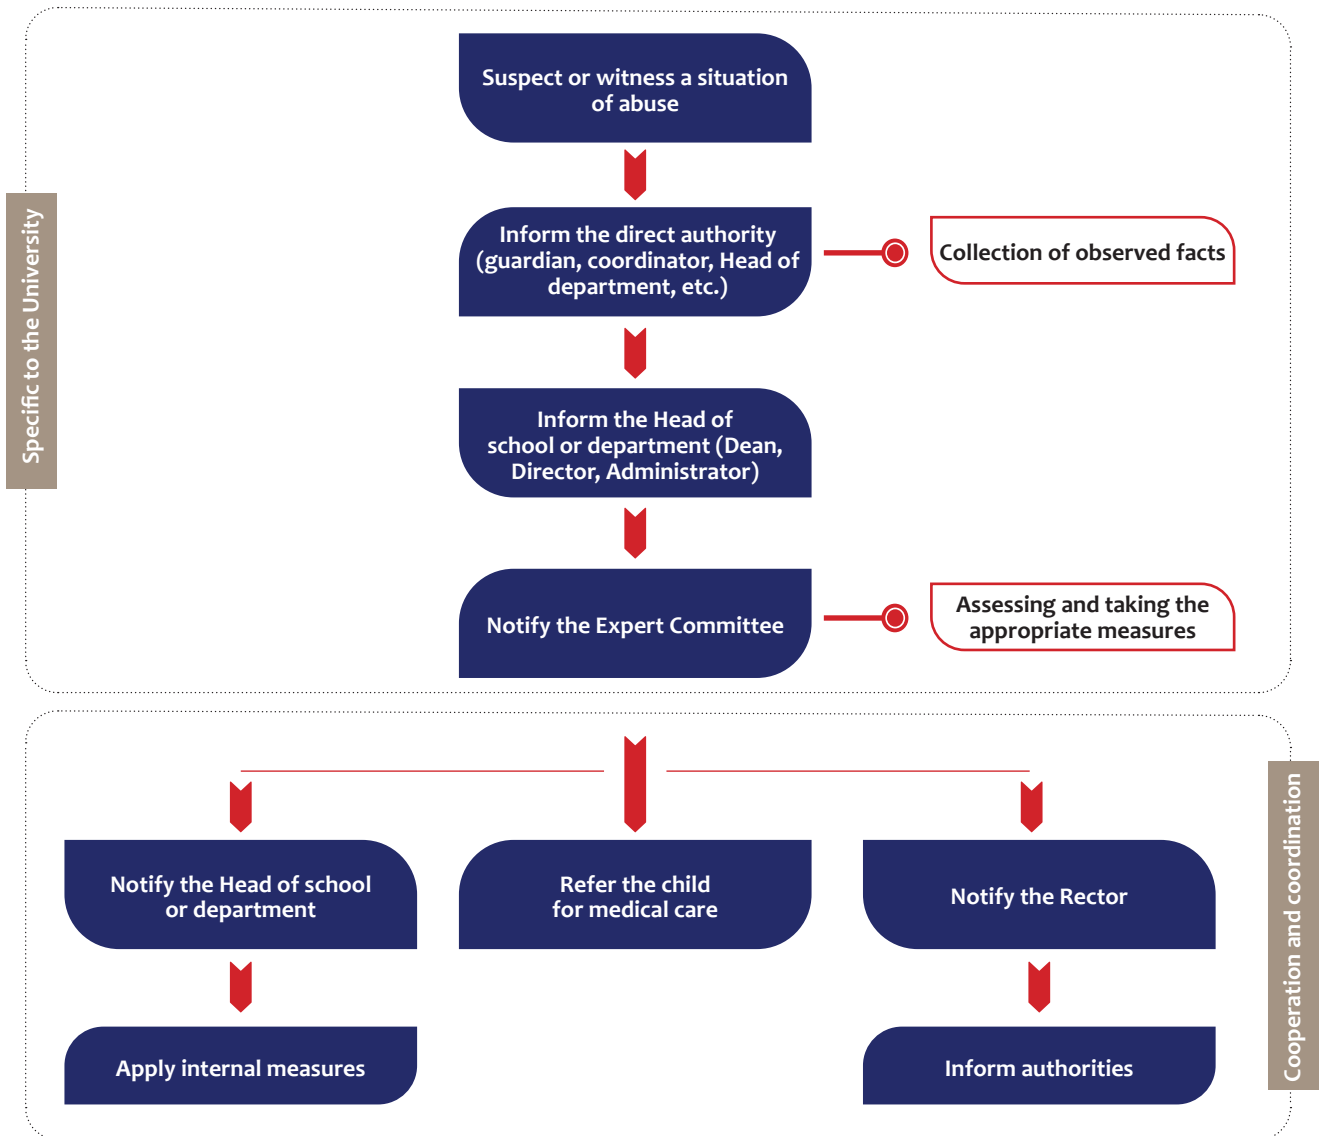 Suspect or witness a situation
of abuse
Specific to the University
Inform the direct authority
(guardian, coordinator, Head of
department, etc.)
Collection of observed facts
Inform the Head of
school or department (Dean,
Director, Administrator)
Notify the Expert Committee
Assessing and taking the
appropriate measures
Cooperation and coordination
Notify the Head of school
or department
Refer the child
for medical care
Notify the Rector
Apply internal measures
Inform authorities